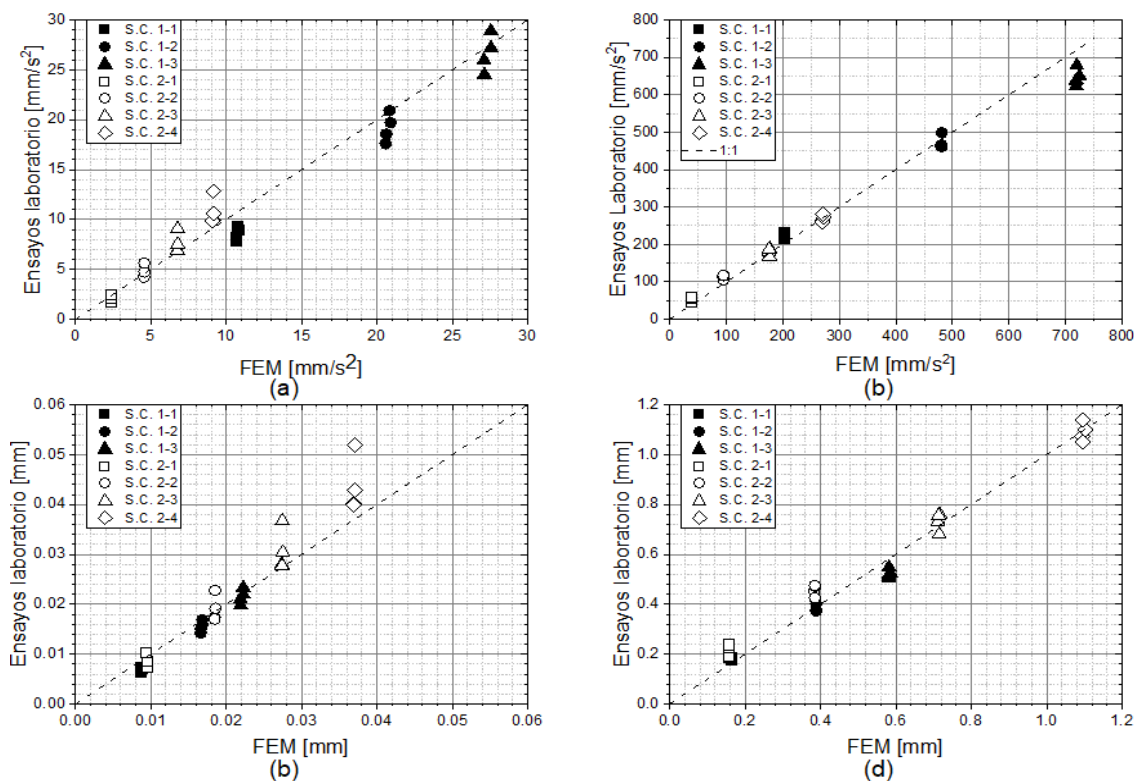 S.C. 1-1
S.C. 1-2
S.C. 1-3
S.C. 2-1
S.C. 2-2
S.C. 2-3
S.C. 2-4
Ensayos laboratorio [mm/s²]
30
25
20
15
10
5
0
0 5 10 15 20 25 30
FEM [mm/s²]
(a)
S.C. 1-1
S.C. 1-2
S.C. 1-3
S.C. 2-1
S.C. 2-2
S.C. 2-3
S.C. 2-4
1:1
Ensayos Laboratorio [mm/s²]
800
700
600
500
400
300
200
100
0
0 100 200 300 400 500 600 700 800
FEM [mm/s²]
(b)
S.C. 1-1
S.C. 1-2
S.C. 1-3
S.C. 2-1
S.C. 2-2
S.C. 2-3
S.C. 2-4
Ensayos laboratorio [mm]
0.06
0.05
0.04
0.03
0.02
0.01
0.00
0.00 0.01 0.02 0.03 0.04 0.05 0.06
FEM [mm]
(b)
S.C. 1-1
S.C. 1-2
S.C. 1-3
S.C. 2-1
S.C. 2-2
S.C. 2-3
S.C. 2-4
Ensayos laboratorio [mm]
1.2
1.0
0.8
0.6
0.4
0.2
0.0
0.0 0.2 0.4 0.6 0.8 1.0 1.2
FEM [mm]
(d)